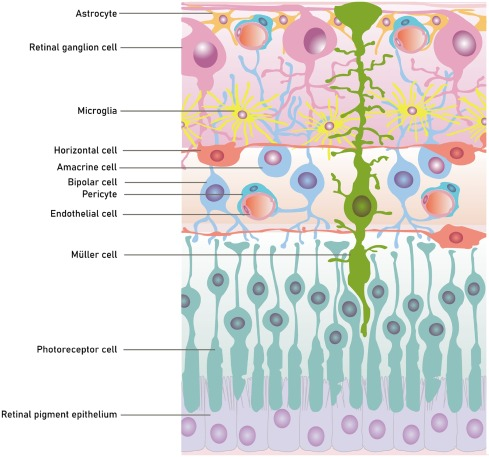 Astrocyte
Retinal ganglion cell
Microglia
Horizontal cell
Amacrine cell
Bipolar cell
Pericyte
Endothelial cell
Müller cell
Photoreceptor cell
Retinal pigment epithelium